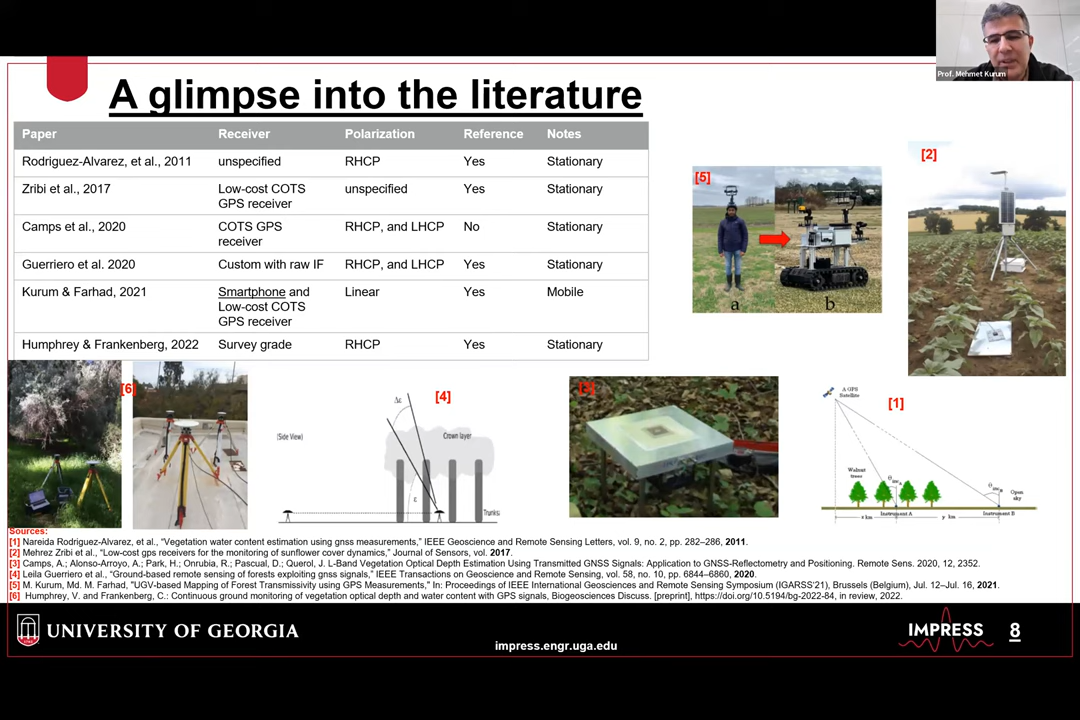 Prof. Mehmet Kurum
A glimpse into the literature
Paper Receiver Polarization Reference Notes
Rodriguez-Alvarez, et al., 2011 unspecified RHCP Yes Stationary
Zribi et al., 2017 Low-cost COTS GPS receiver unspecified Yes Stationary
Camps et al., 2020 COTS GPS receiver RHCP, and LHCP No Stationary
Guerriero et al. 2020 Custom with raw IF RHCP, and LHCP Yes Stationary
Kurum & Farhad, 2021 Smartphone and Low-cost COTS GPS receiver Linear Yes Mobile
Humphrey & Frankenberg, 2022 Survey grade RHCP Yes Stationary
[5]
a
b
[2]
[6]
[4]
Δε
(Side View)
Crown layer
ε
Trunks
[3]
[1]
A GPS
Satellite
Walnut
trees
Open
sky
x km
Instrument A
y km
Instrument B
Sources:
[1] Nareida Rodriguez-Alvarez, et al., "Vegetation water content estimation using gnss measurements," IEEE Geoscience and Remote Sensing Letters, vol. 9, no. 2, pp. 282–286, 2011.
[2] Mehrez Zribi et al., "Low-cost gps receivers for the monitoring of sunflower cover dynamics," Journal of Sensors, vol. 2017.
[3] Camps, A.; Alonso-Arroyo, A.; Park, H.; Onrubia, R.; Pascual, D.; Querol, J. L-Band Vegetation Optical Depth Estimation Using Transmitted GNSS Signals: Application to GNSS-Reflectometry and Positioning. Remote Sens. 2020, 12, 2352.
[4] Leila Guerriero et al., "Ground-based remote sensing of forests exploiting gnss signals," IEEE Transactions on Geoscience and Remote Sensing, vol. 58, no. 10, pp. 6844–6860, 2020.
[5] M. Kurum, Md. M. Farhad, "UGV-based Mapping of Forest Transmissivity using GPS Measurements," In: Proceedings of IEEE International Geosciences and Remote Sensing Symposium (IGARSS'21), Brussels (Belgium), Jul. 12–Jul. 16, 2021.
[6] Humphrey, V. and Frankenberg, C.: Continuous ground monitoring of vegetation optical depth and water content with GPS signals, Biogeosciences Discuss. [preprint], https://doi.org/10.5194/bg-2022-84, in review, 2022.
UNIVERSITY OF GEORGIA
impress.engr.uga.edu
IMPRESS
8